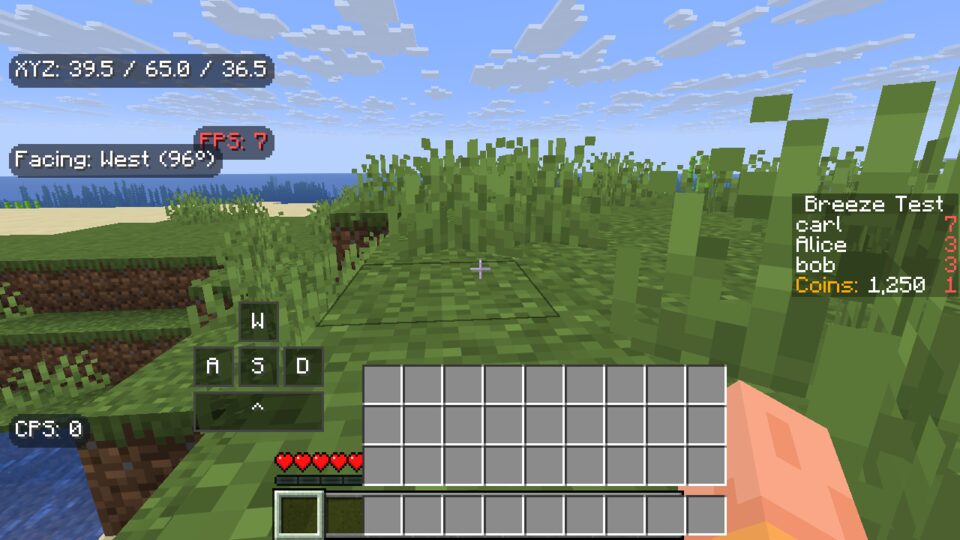 XYZ: 39.5 / 65.0 / 36.5
FPS: 7
Facing: West (96º)
Breeze Test
carl 7
Alice 3
bob 3
Coins: 1,250 1
W
A S D
^
CPS: 0